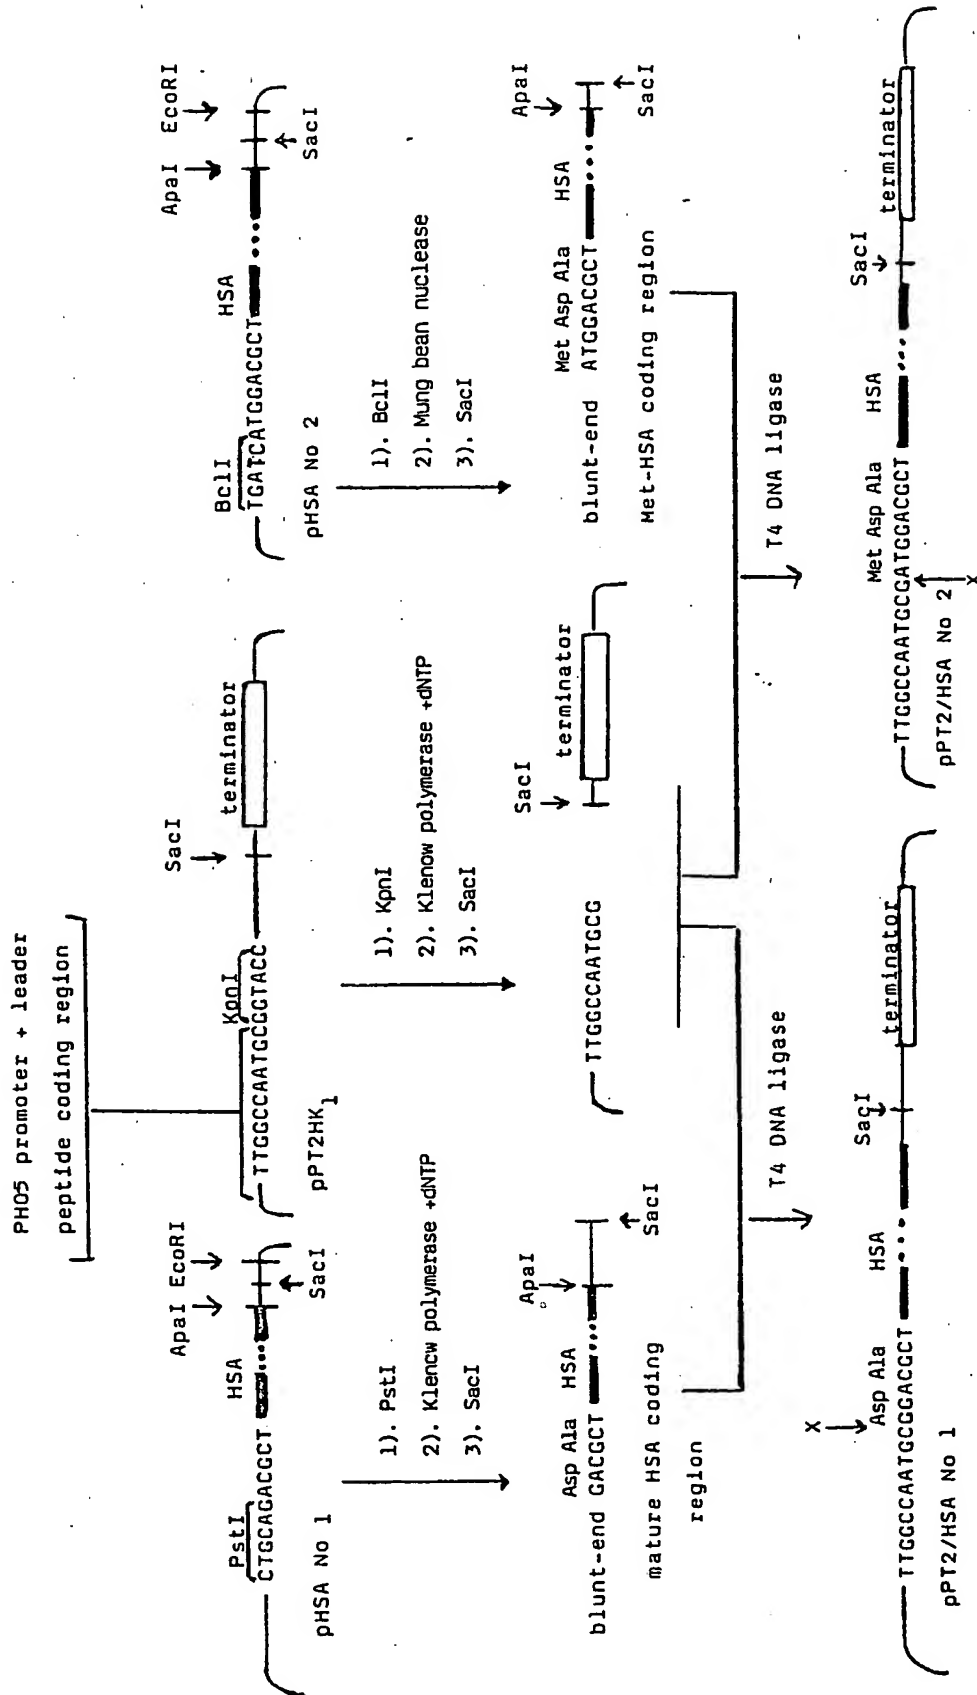 PHO5 promoter + leader
peptide coding region
PstI
CTGCAGACGCT
HSA
ApaI
EcoRI
SacI
pHSA No 1
KpnI
TTGGCCAATGCGGTACC
SacI
terminator
pPT2HK1
BclI
TGATCATGGACGCT
HSA
ApaI
EcoRI
SacI
pHSA No 2
1). PstI
2). Klencw polymerase +dNTP
3). SacI
1). KpnI
2). Klenow polymerase +dNTP
3). SacI
1). BclI
2). Mung bean nuclease
3). SacI
Asp Ala
HSA
ApaI
blunt-end GACGCT
SacI
mature HSA coding
region
TTGGCCAATGCG
SacI
terminator
Met Asp Ala
HSA
ApaI
blunt-end ATGGACGCT
SacI
Met-HSA coding region
T4 DNA ligase
T4 DNA ligase
X
Asp Ala
HSA
SacI
terminator
TTGGCCAATGCGGACGCT
pPT2/HSA No 1
Met Asp Ala
HSA
SacI
terminator
TTGGCCAATGCGATGGACGCT
pPT2/HSA No 2
X